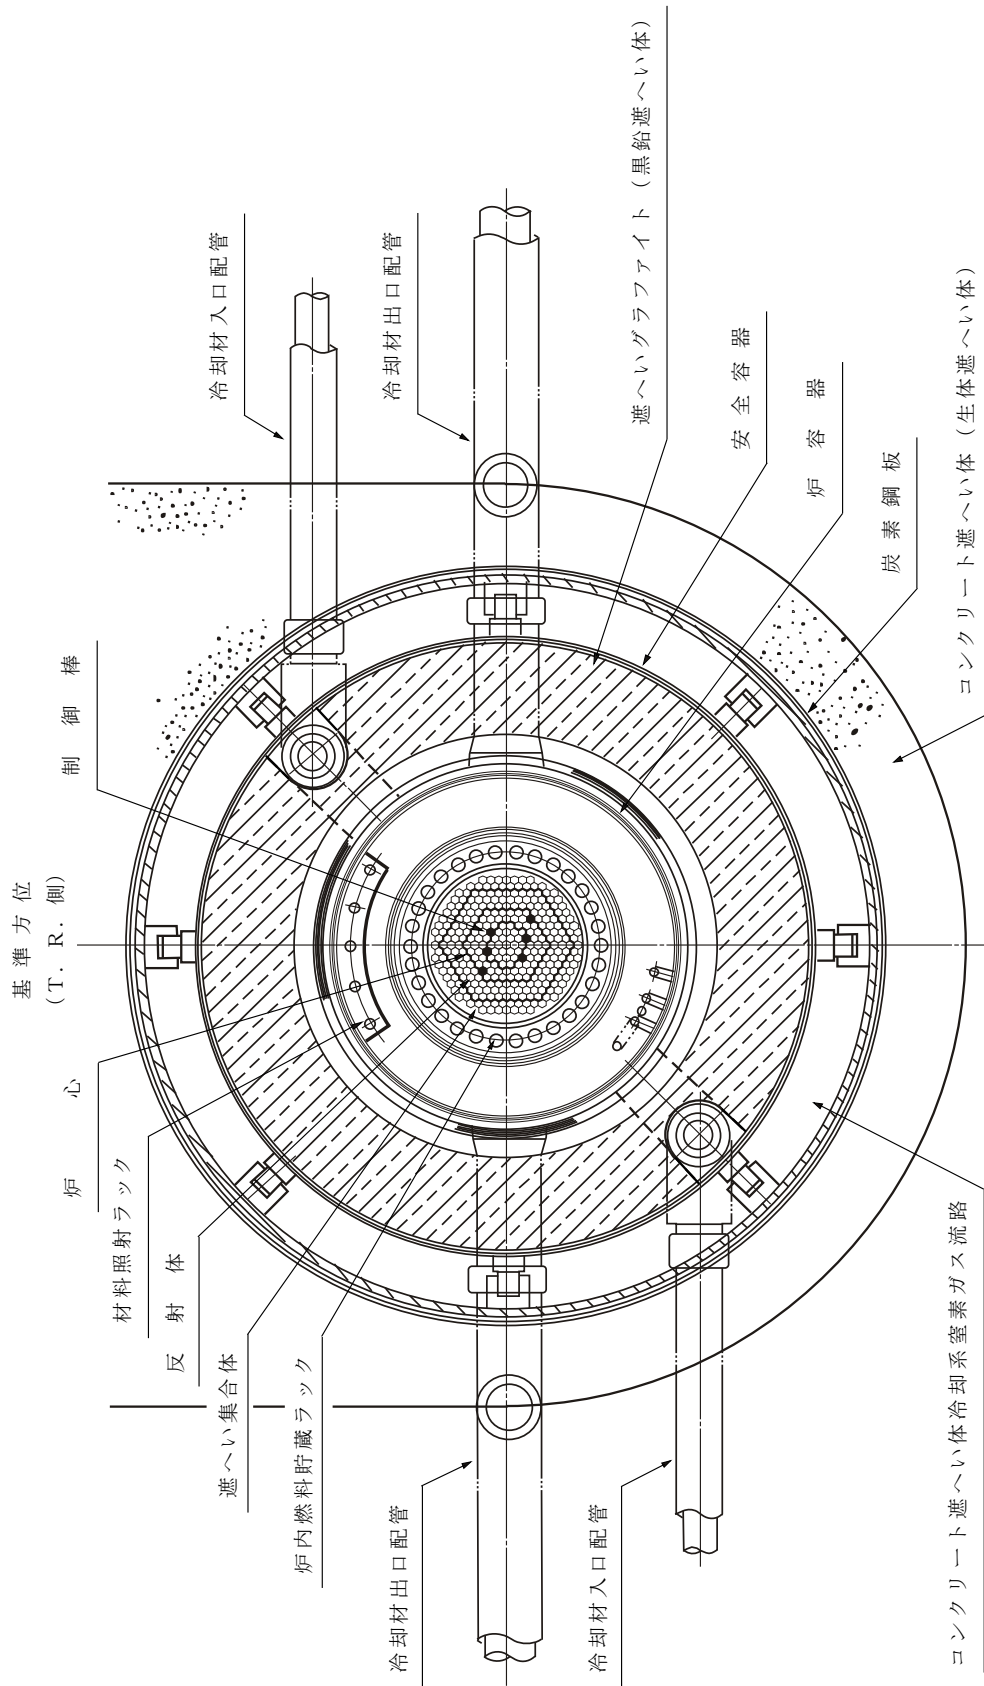 基準方位
(T. R. 側)
制御棒
炉心
材料照射ラック
反射体
遮へい集合体
炉内燃料貯蔵ラック
冷却材入口配管
冷却材出口配管
遮へいグラファイト（黒鉛遮へい体）
安全容器
炉容器
炭素鋼板
コンクリート遮へい体（生体遮へい体）
冷却材出口配管
冷却材入口配管
コンクリート遮へい体冷却系窒素ガス流路